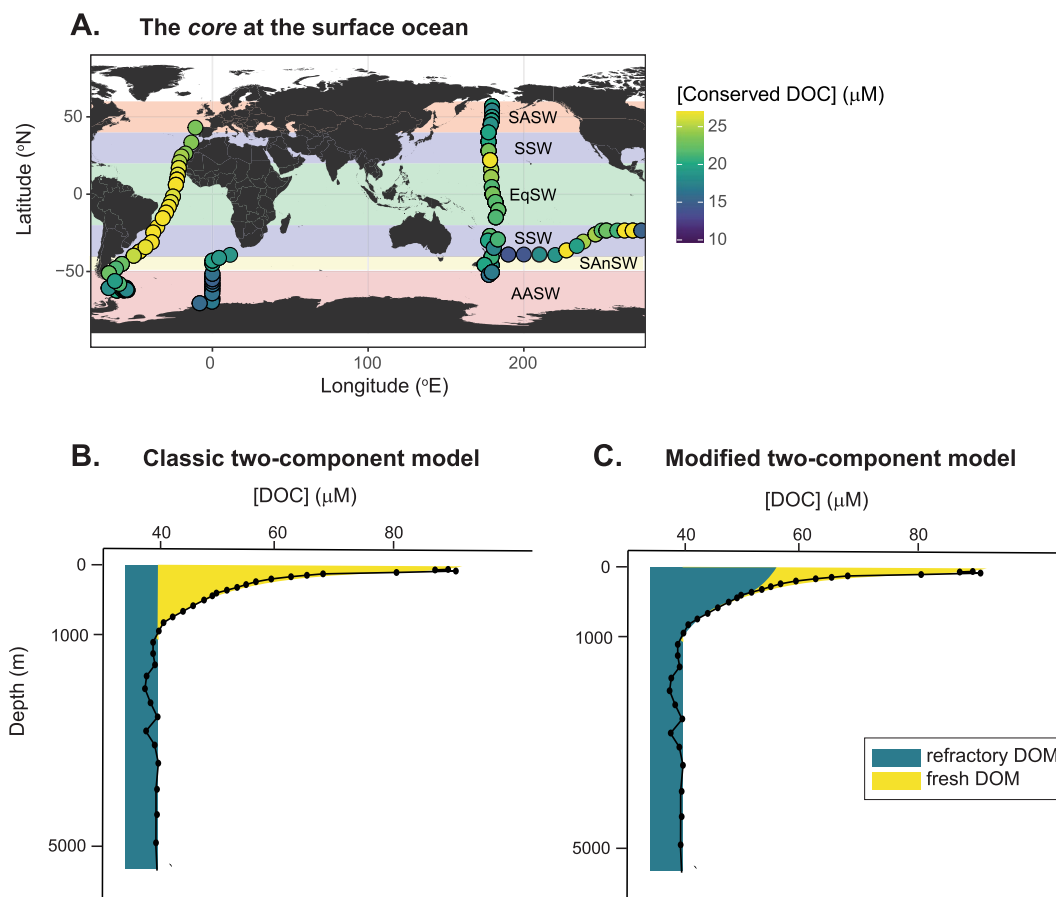 A. The core at the surface ocean
[Conserved DOC] (μM)
25
20
15
10
Latitude (°N)
50
0
−50
SASW
SSW
EqSW
SSW
SAnSW
AASW
0 100 200
Longitude (°E)
B. Classic two-component model
[DOC] (μM)
40 60 80
Depth (m)
0
1000
5000
C. Modified two-component model
[DOC] (μM)
40 60 80
0
1000
5000
refractory DOM
fresh DOM